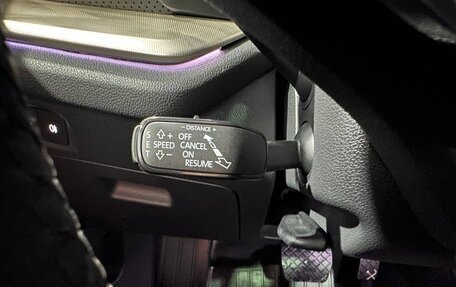 − DISTANCE +
S + OFF
E SPEED CANCEL
T − ON
RESUME